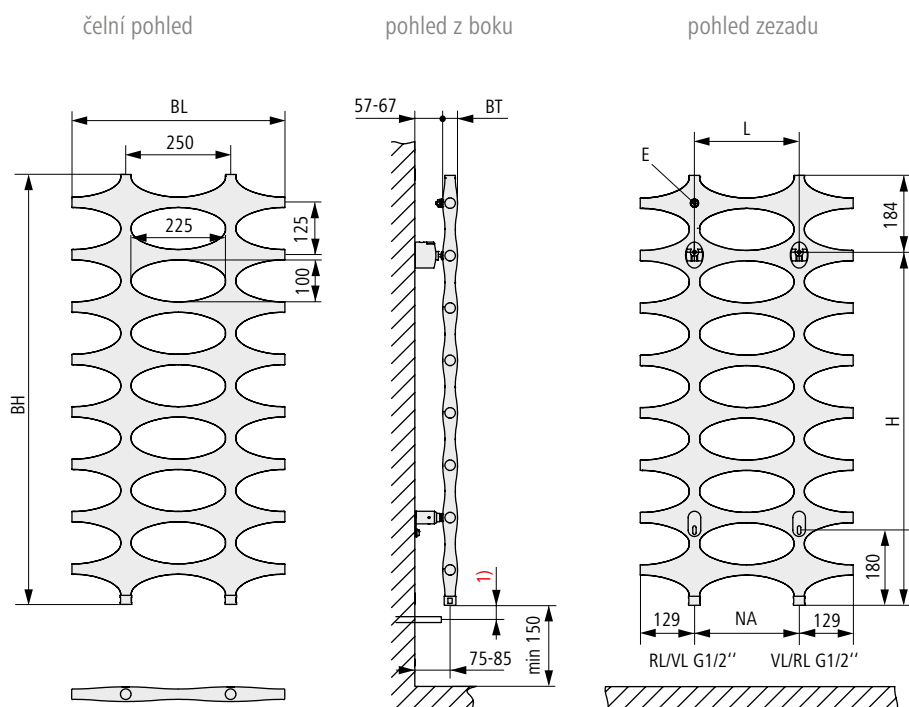 čelní pohled
pohled z boku
pohled zezadu
BL
250
225
125
100
BH
57-67
BT
1)
min 150
75-85
E
L
184
H
180
129
NA
129
RL/VL G1/2‘‘
VL/RL G1/2‘‘